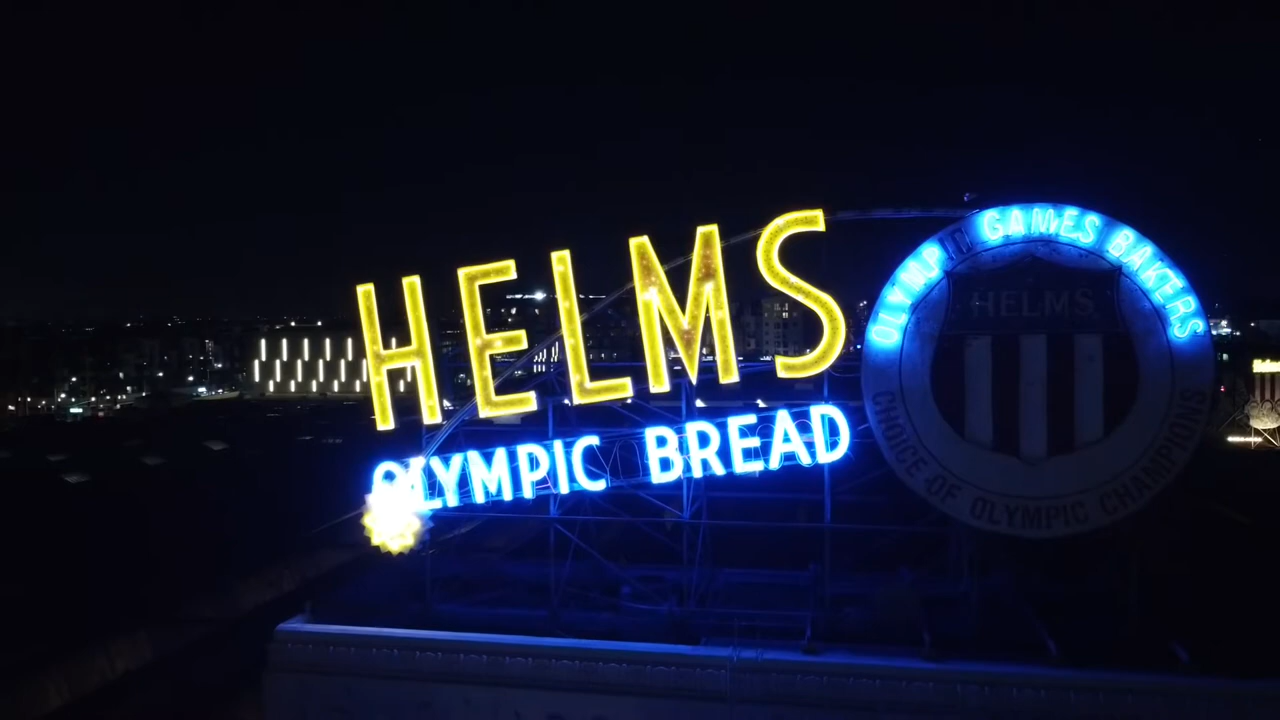 HELMS
OLYMPIC BREAD
OLYMPIC GAMES BAKERS
HELMS
CHOICE OF OLYMPIC CHAMPIONS